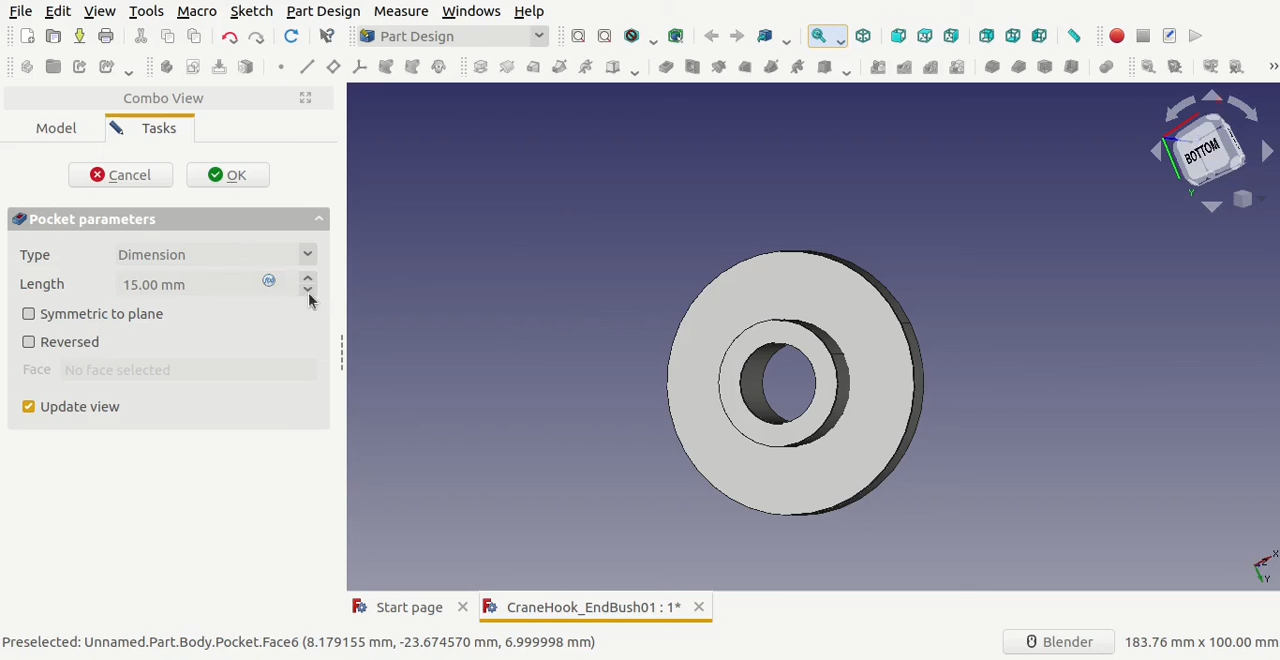 File Edit View Tools Macro Sketch Part Design Measure Windows Help
Part Design
Combo View
Model Tasks
Cancel OK
Pocket parameters
Type Dimension
Length 15.00 mm
Symmetric to plane
Reversed
Face No face selected
Update view
BOTTOM
Y
X
Z
Y
Start page CraneHook_EndBush01 : 1*
Preselected: Unnamed.Part.Body.Pocket.Face6 (8.179155 mm, -23.674570 mm, 6.999998 mm) Blender 183.76 mm x 100.00 mm